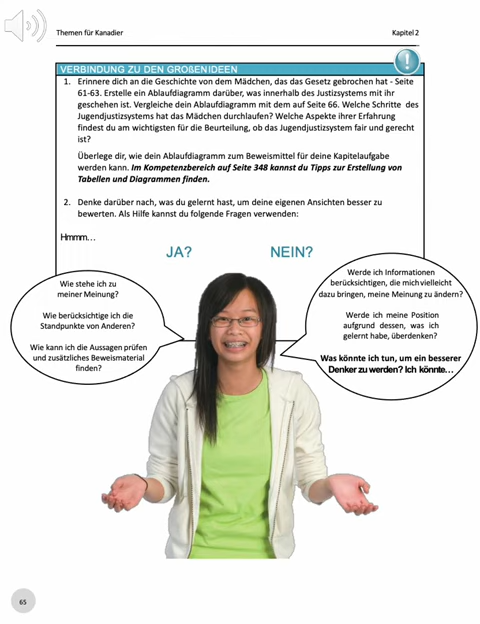 Themen für Kanadier Kapitel 2
VERBINDUNG ZU DEN GROßENIDEEN
1. Erinnere dich an die Geschichte von dem Mädchen, das das Gesetz gebrochen hat - Seite
61-63. Erstelle ein Ablaufdiagramm darüber, was innerhalb des Justizsystems mit ihr
geschehen ist. Vergleiche dein Ablaufdiagramm mit dem auf Seite 66. Welche Schritte des
Jugendjustizsystems hat das Mädchen durchlaufen? Welche Aspekte ihrer Erfahrung
findest du am wichtigsten für die Beurteilung, ob das Jugendjustizsystem fair und gerecht
ist?
Überlege dir, wie dein Ablaufdiagramm zum Beweismittel für deine Kapitelaufgabe
werden kann. Im Kompetenzbereich auf Seite 348 kannst du Tipps zur Erstellung von
Tabellen und Diagrammen finden.
2. Denke darüber nach, was du gelernt hast, um deine eigenen Ansichten besser zu
bewerten. Als Hilfe kannst du folgende Fragen verwenden:
Hmmm...
JA? NEIN?
Wie stehe ich zu
meiner Meinung?
Wie berücksichtige ich die
Standpunkte von Anderen?
Wie kann ich die Aussagen prüfen
und zusätzliches Beweismaterial
finden?
Werde ich Informationen
berücksichtigen, die mich vielleicht
dazu bringen, meine Meinung zu ändern?
Werde ich meine Position
aufgrund dessen, was ich
gelernt habe, überdenken?
Was könnte ich tun, um ein besserer
Denker zu werden? Ich könnte...
65